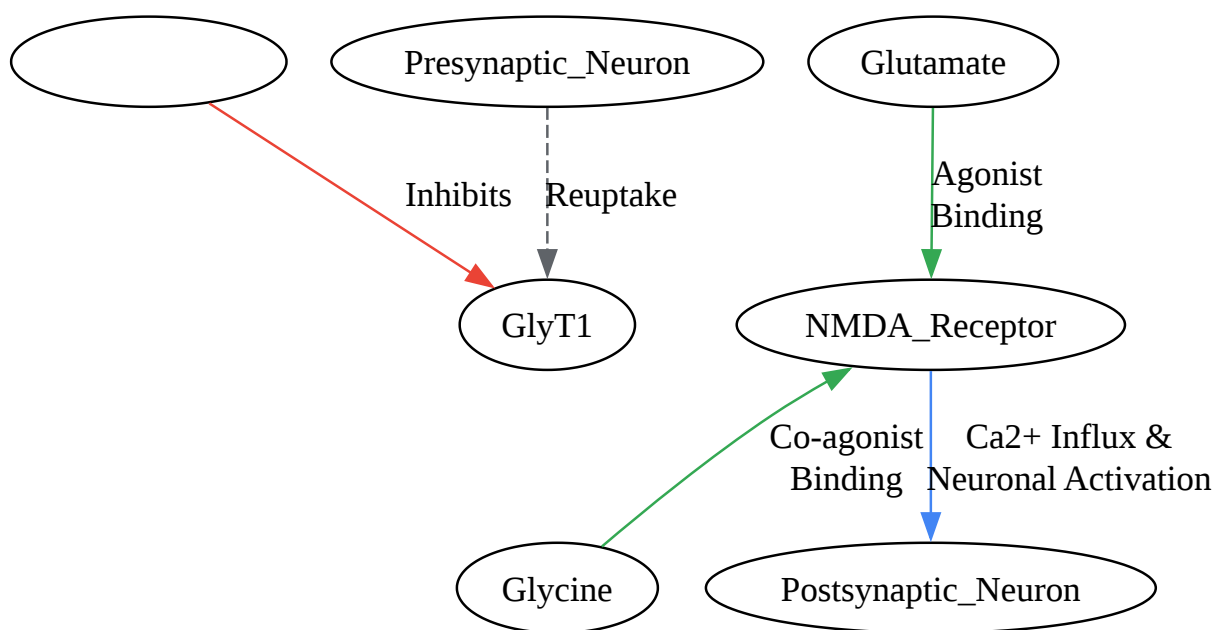 Presynaptic_Neuron
Glutamate
Inhibits
Reuptake
Agonist
Binding
GlyT1
NMDA_Receptor
Co-agonist
Binding
Ca2+ Influx &
Neuronal Activation
Glycine
Postsynaptic_Neuron